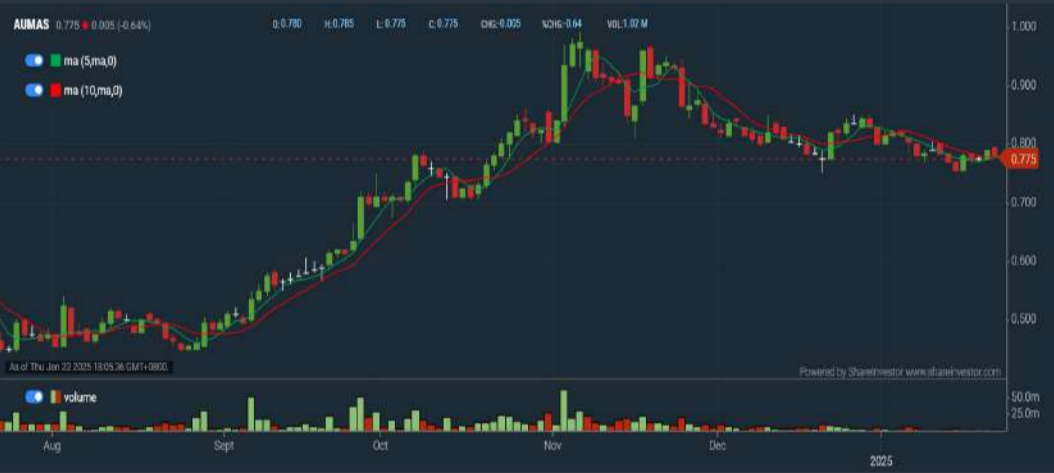 AUMAS 0.775 0.005 (-0.64%) O: 0.780 H: 0.785 L: 0.775 C: 0.775 CHG: -0.005 %CHG: -0.64 VOL: 1.02 M
ma (5,ma,0)
ma (10,ma,0)
1.000
0.900
0.800
0.775
0.700
0.600
0.500
As of Thu Jan 23 2025 18:05:36 GMT+0800.
Powered by ShareInvestor www.shareinvestor.com
volume
50.0m
25.0m
Aug Sept Oct Nov Dec
2025